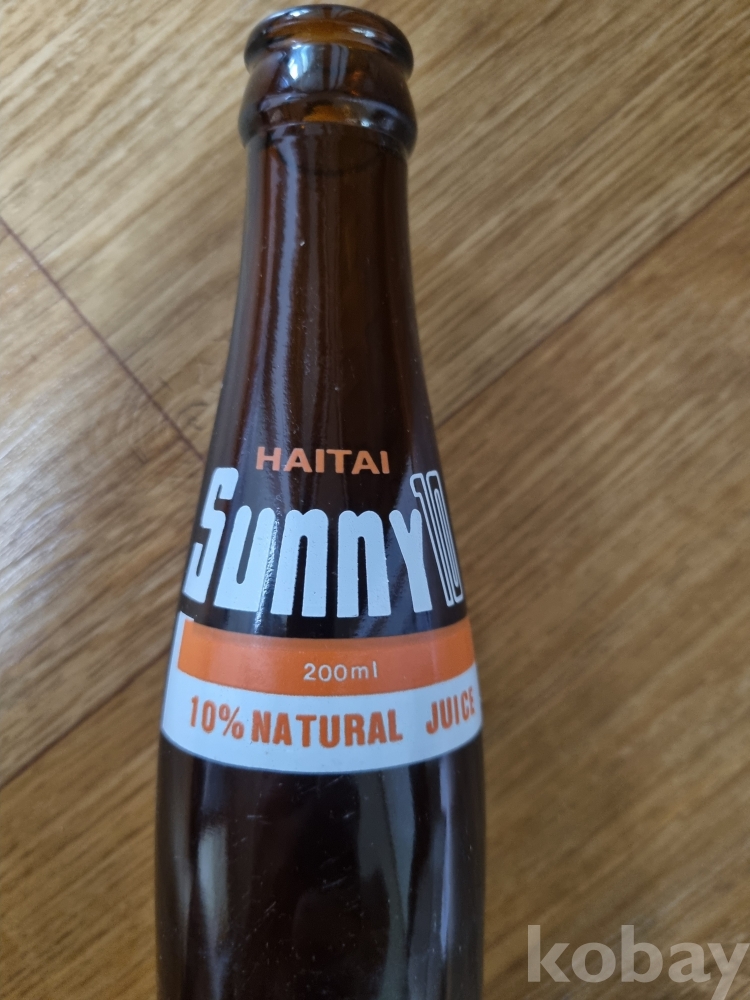 HAITAI
Sunny10
200ml
10% NATURAL JUICE
kobay